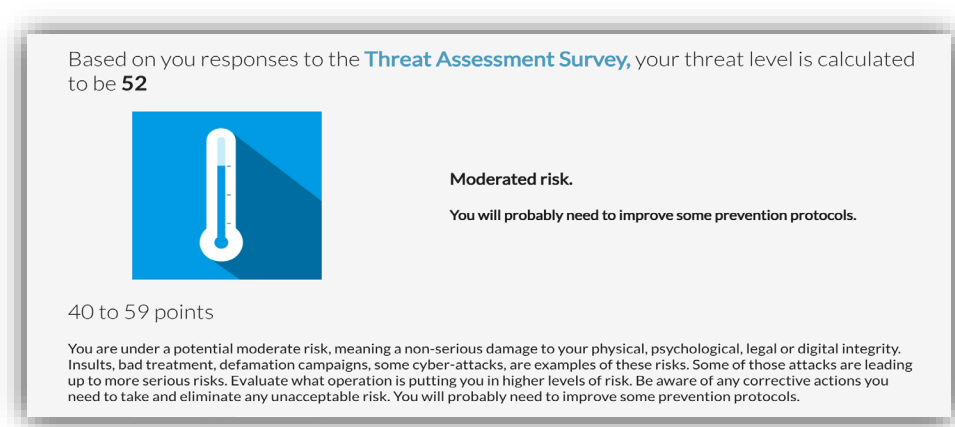 Based on you responses to the Threat Assessment Survey, your threat level is calculated
to be 52
Moderated risk.
You will probably need to improve some prevention protocols.
40 to 59 points
You are under a potential moderate risk, meaning a non-serious damage to your physical, psychological, legal or digital integrity.
Insults, bad treatment, defamation campaigns, some cyber-attacks, are examples of these risks. Some of those attacks are leading
up to more serious risks. Evaluate what operation is putting you in higher levels of risk. Be aware of any corrective actions you
need to take and eliminate any unacceptable risk. You will probably need to improve some prevention protocols.